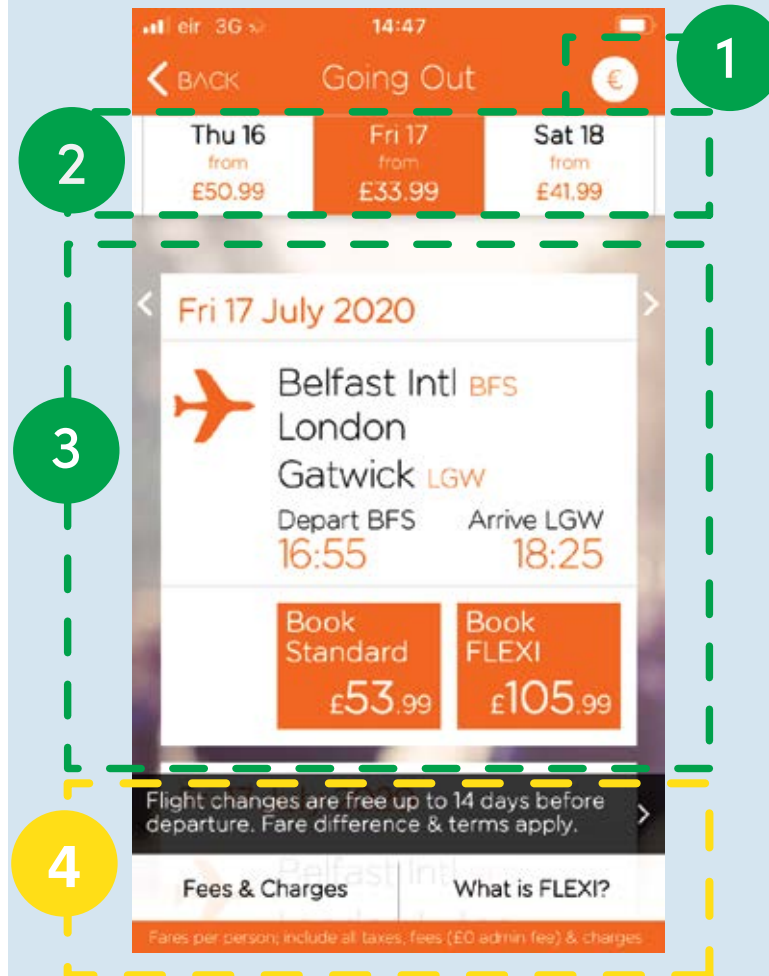 eir 3G
14:47
1
BACK
Going Out
€
2
Thu 16
from
£50.99
Fri 17
from
£33.99
Sat 18
from
£41.99
Fri 17 July 2020
3
Belfast Intl BFS
London
Gatwick LGW
Depart BFS
16:55
Arrive LGW
18:25
Book
Standard
£53.99
Book
FLEXI
£105.99
Flight changes are free up to 14 days before
departure. Fare difference & terms apply.
4
Belfast Intl
Fees & Charges
What is FLEXI?
Fares per person; include all taxes, fees (£0 admin fee) & charges